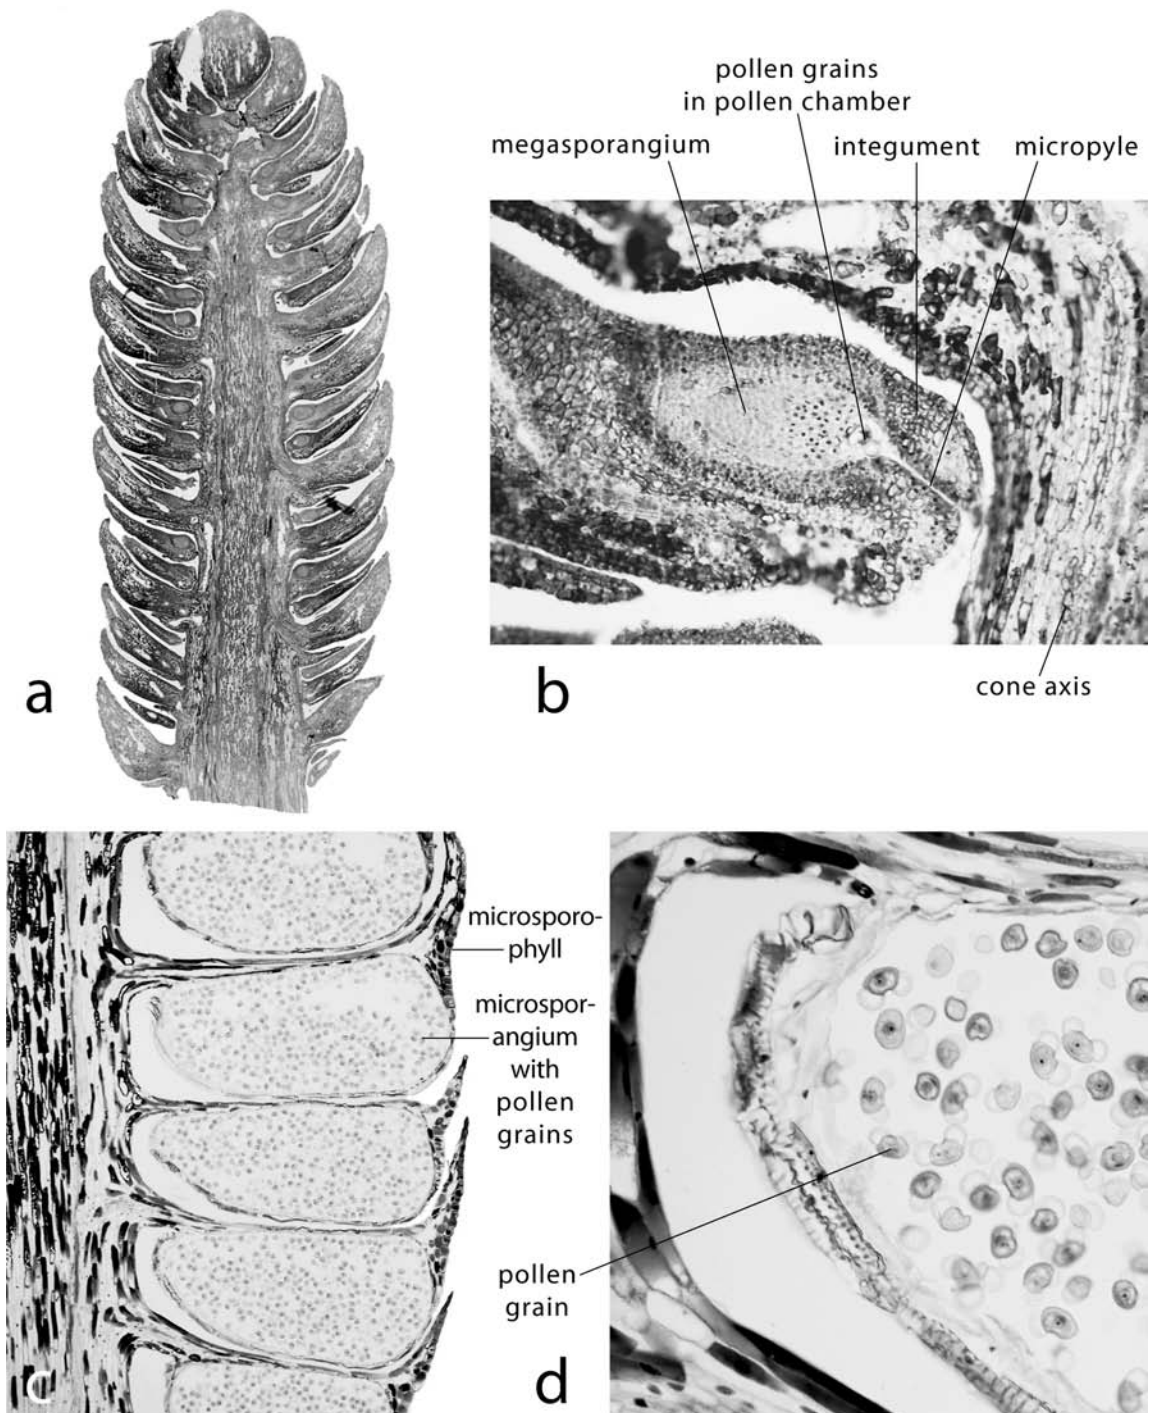 pollen grains
in pollen chamber
megasporangium
integument
micropyle
a
b
cone axis
microsporo-
phyll
microspor-
angium
with
pollen
grains
pollen
grain
c
d